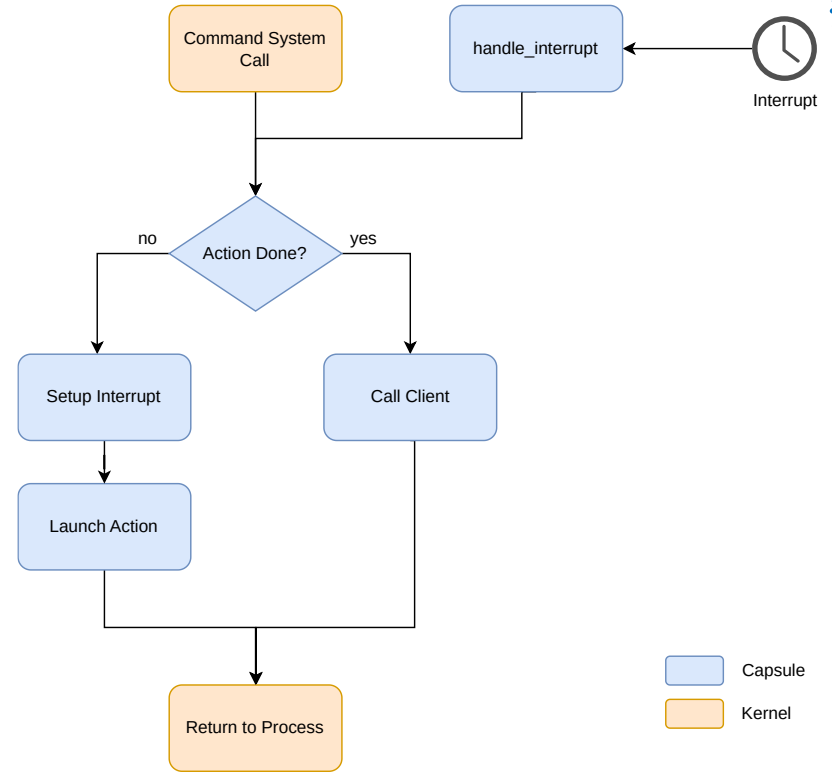 Command System
Call
handle_interrupt
Interrupt
no
yes
Action Done?
Setup Interrupt
Call Client
Launch Action
Return to Process
Capsule
Kernel